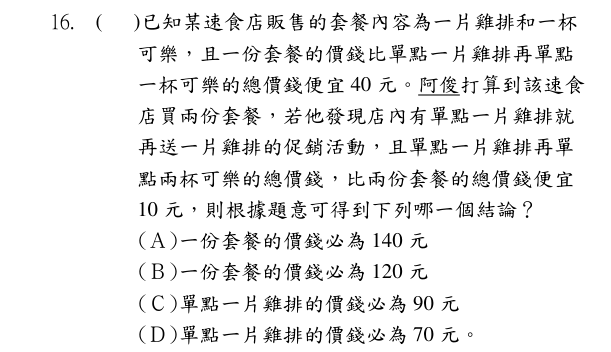 16. (　)已知某速食店販售的套餐內容為一片雞排和一杯
可樂，且一份套餐的價錢比單點一片雞排再單點
一杯可樂的總價錢便宜 40 元。阿俊打算到該速食
店買兩份套餐，若他發現店內有單點一片雞排就
再送一片雞排的促銷活動，且單點一片雞排再單
點兩杯可樂的總價錢，比兩份套餐的總價錢便宜
10 元，則根據題意可得到下列哪一個結論？
(A)一份套餐的價錢必為 140 元
(B)一份套餐的價錢必為 120 元
(C)單點一片雞排的價錢必為 90 元
(D)單點一片雞排的價錢必為 70 元。